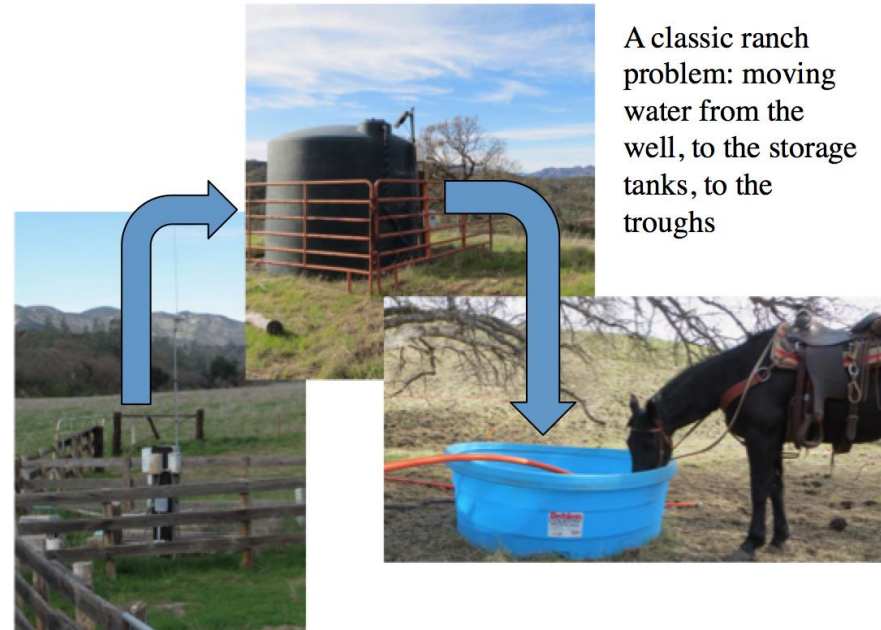 A classic ranch
problem: moving
water from the
well, to the storage
tanks, to the
troughs